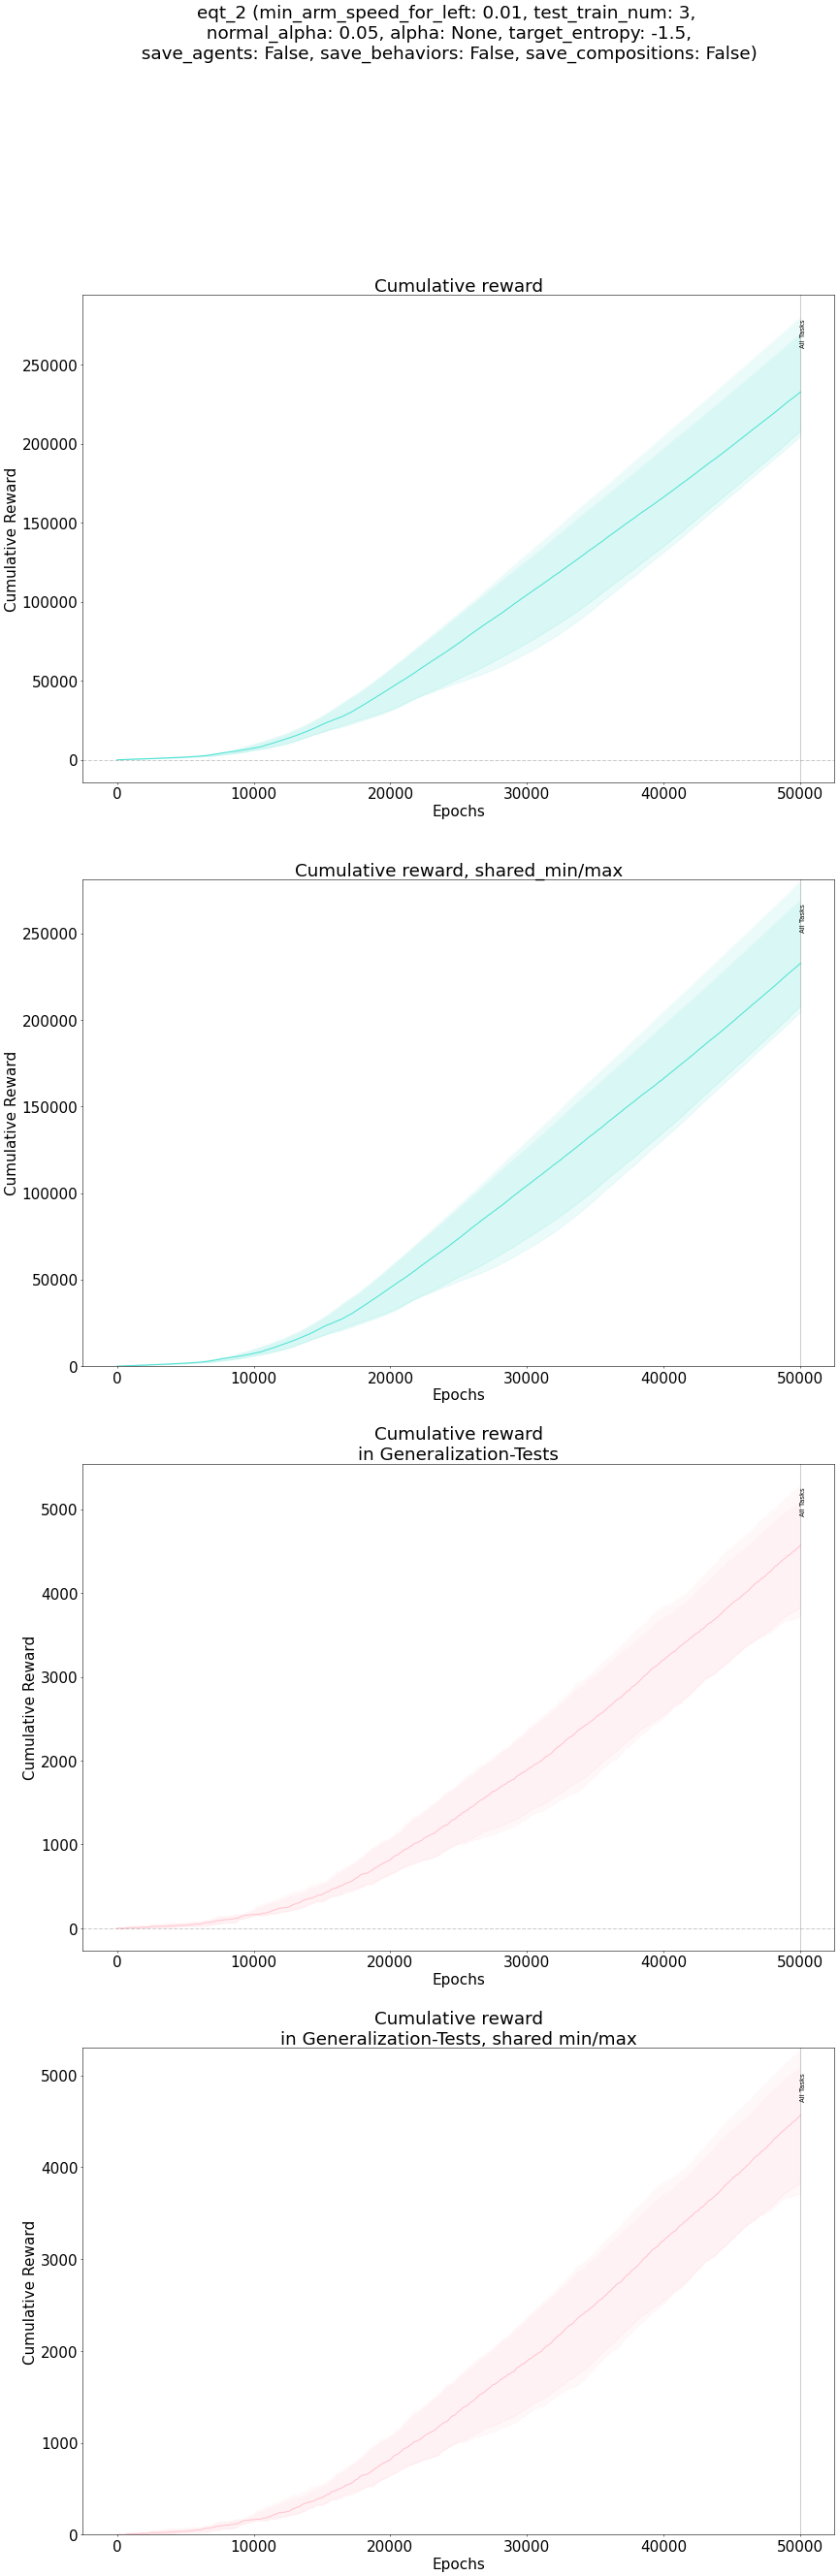 eqt_2 (min_arm_speed_for_left: 0.01, test_train_num: 3,
normal_alpha: 0.05, alpha: None, target_entropy: -1.5,
save_agents: False, save_behaviors: False, save_compositions: False)
Cumulative reward
All Tasks
250000
200000
150000
100000
50000
0
Cumulative Reward
0 10000 20000 30000 40000 50000
Epochs
Cumulative reward, shared_min/max
All Tasks
250000
200000
150000
100000
50000
0
Cumulative Reward
0 10000 20000 30000 40000 50000
Epochs
Cumulative reward
in Generalization-Tests
All Tasks
5000
4000
3000
2000
1000
0
Cumulative Reward
0 10000 20000 30000 40000 50000
Epochs
Cumulative reward
in Generalization-Tests, shared min/max
All Tasks
5000
4000
3000
2000
1000
0
Cumulative Reward
0 10000 20000 30000 40000 50000
Epochs